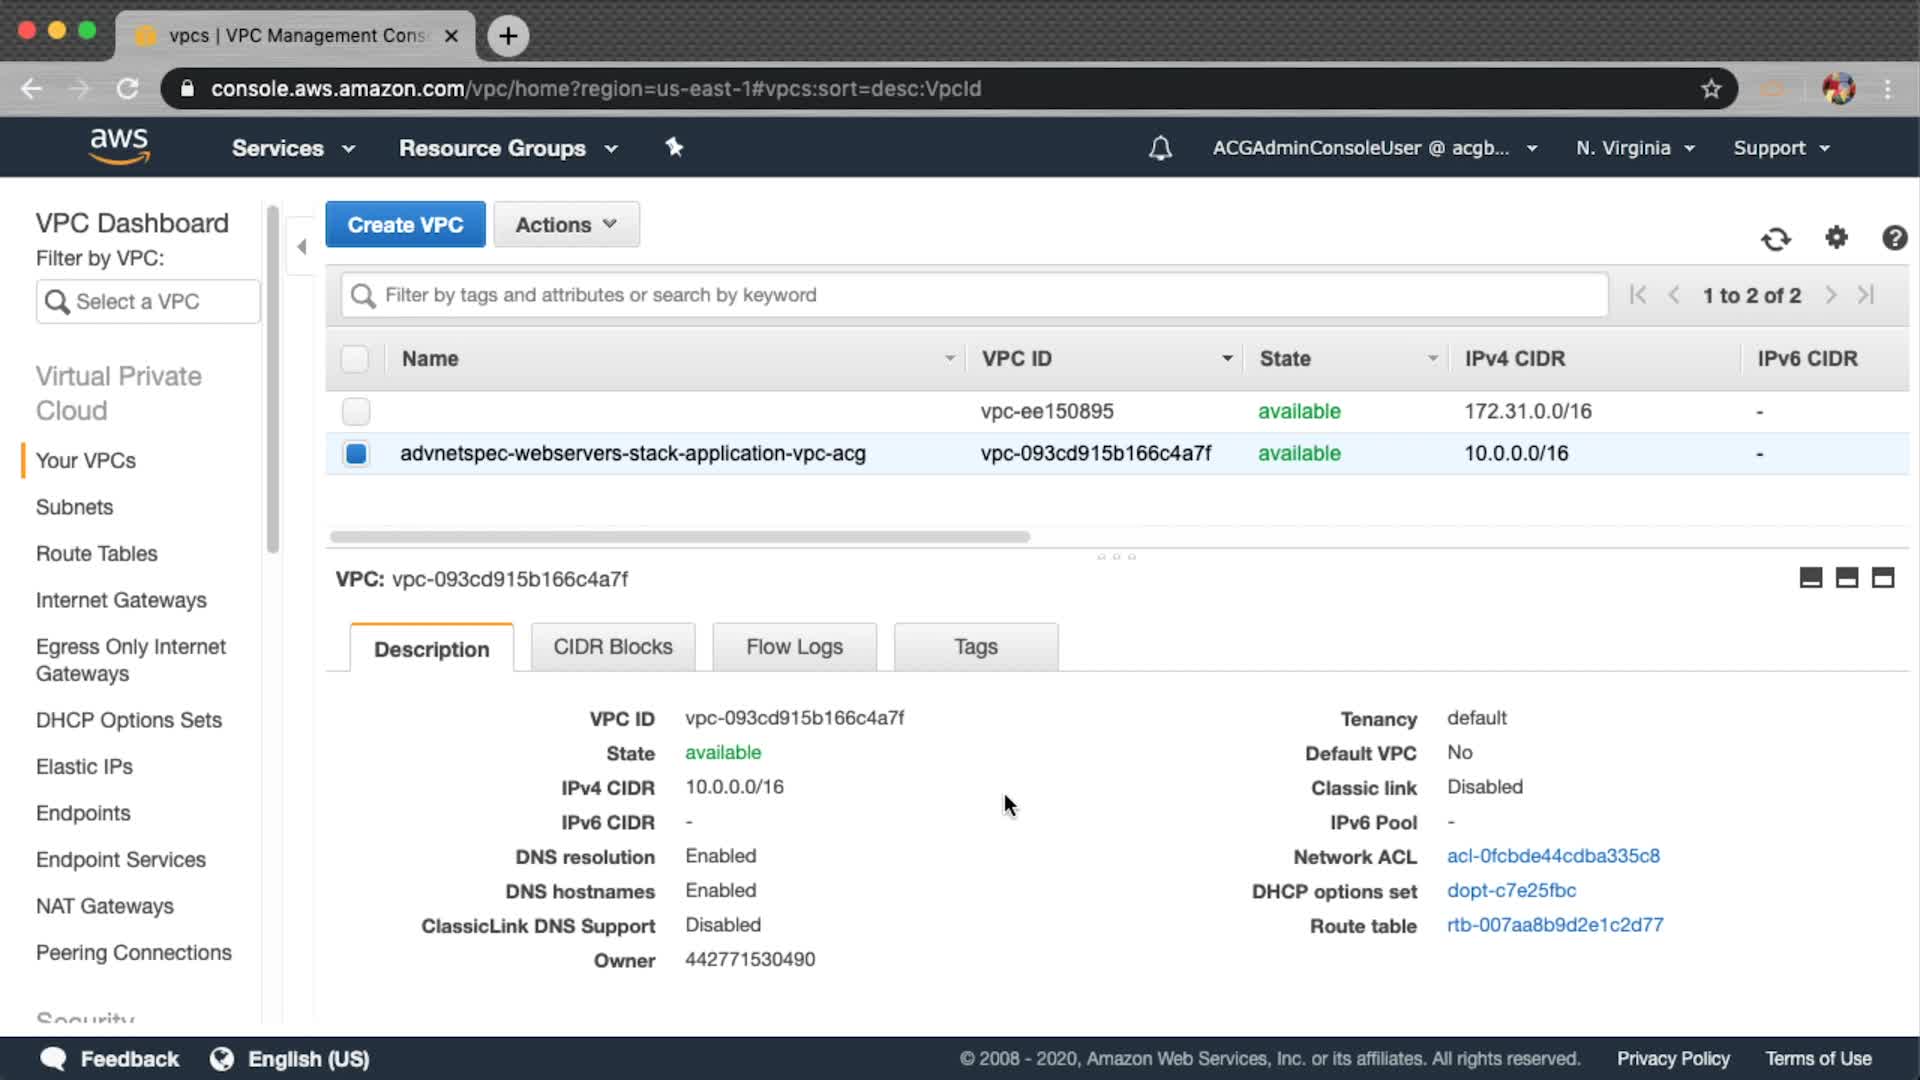 vpcs | VPC Management Cons
console.aws.amazon.com/vpc/home?region=us-east-1#vpcs:sort=desc:VpcId
aws
Services
Resource Groups
ACGAdminConsoleUser @ acgb...
N. Virginia
Support
VPC Dashboard
Filter by VPC:
Select a VPC
Virtual Private
Cloud
Your VPCs
Subnets
Route Tables
Internet Gateways
Egress Only Internet
Gateways
DHCP Options Sets
Elastic IPs
Endpoints
Endpoint Services
NAT Gateways
Peering Connections
Security
Create VPC
Actions
Filter by tags and attributes or search by keyword
1 to 2 of 2
Name VPC ID State IPv4 CIDR IPv6 CIDR
vpc-ee150895 available 172.31.0.0/16 -
advnetspec-webservers-stack-application-vpc-acg vpc-093cd915b166c4a7f available 10.0.0.0/16 -
VPC: vpc-093cd915b166c4a7f
Description
CIDR Blocks
Flow Logs
Tags
VPC ID vpc-093cd915b166c4a7f
State available
IPv4 CIDR 10.0.0.0/16
IPv6 CIDR -
DNS resolution Enabled
DNS hostnames Enabled
ClassicLink DNS Support Disabled
Owner 442771530490
Tenancy default
Default VPC No
Classic link Disabled
IPv6 Pool -
Network ACL acl-0fcbde44cdba335c8
DHCP options set dopt-c7e25fbc
Route table rtb-007aa8b9d2e1c2d77
Feedback
English (US)
© 2008 - 2020, Amazon Web Services, Inc. or its affiliates. All rights reserved.
Privacy Policy
Terms of Use